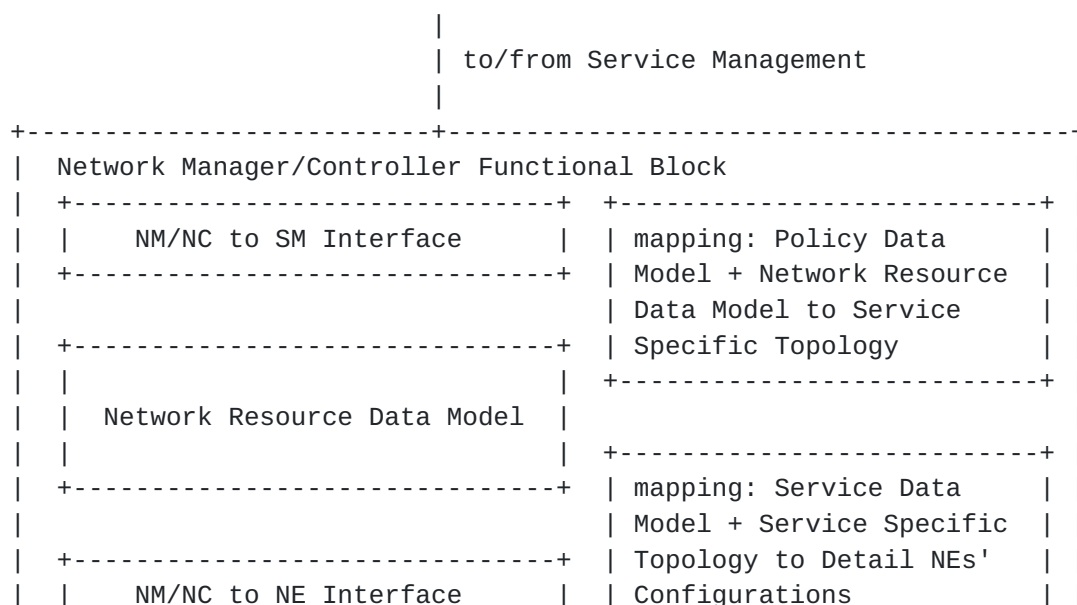 |
| to/from Service Management
|
+--------------------------+----------------------------------------+
| Network Manager/Controller Functional Block
| +-------------------------------+ +---------------------------+
| | NM/NC to SM Interface | | mapping: Policy Data |
| +-------------------------------+ | Model + Network Resource |
| | Data Model to Service |
| +-------------------------------+ | Specific Topology |
| | | +---------------------------+
| | Network Resource Data Model |
| | | +---------------------------+
| +-------------------------------+ | mapping: Service Data |
| | Model + Service Specific |
| +-------------------------------+ | Topology to Detail NEs' |
| | NM/NC to NE Interface | | Configurations |